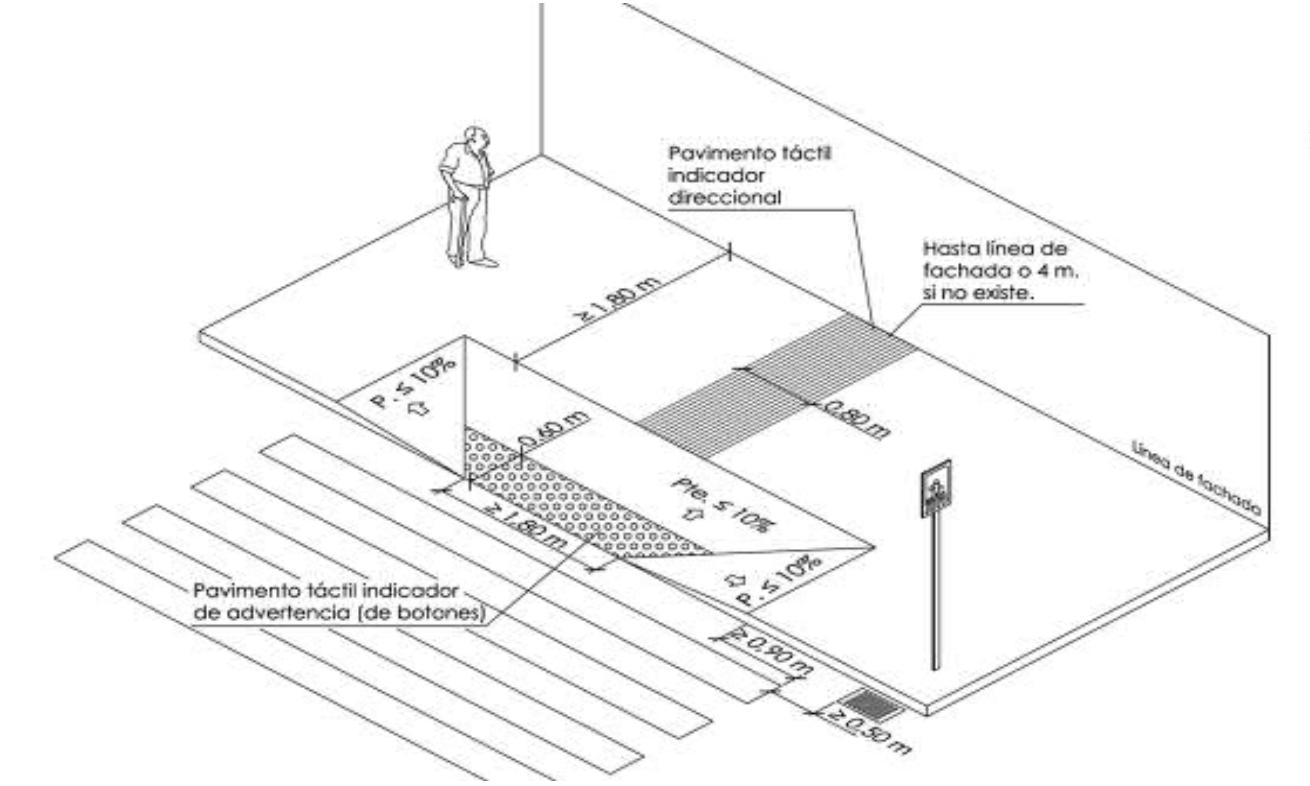 Pavimento táctil
indicador
direccional
Hasta línea de
fachada o 4 m.
si no existe.
≥ 1,80 m
P. ≤ 10%
0,80 m
0,60 m
Línea de fachada
Pte. ≤ 10%
≥ 1,80 m
P. ≤ 10%
Pavimento táctil indicador
de advertencia (de botones)
≥ 0,90 m
≥ 0,50 m